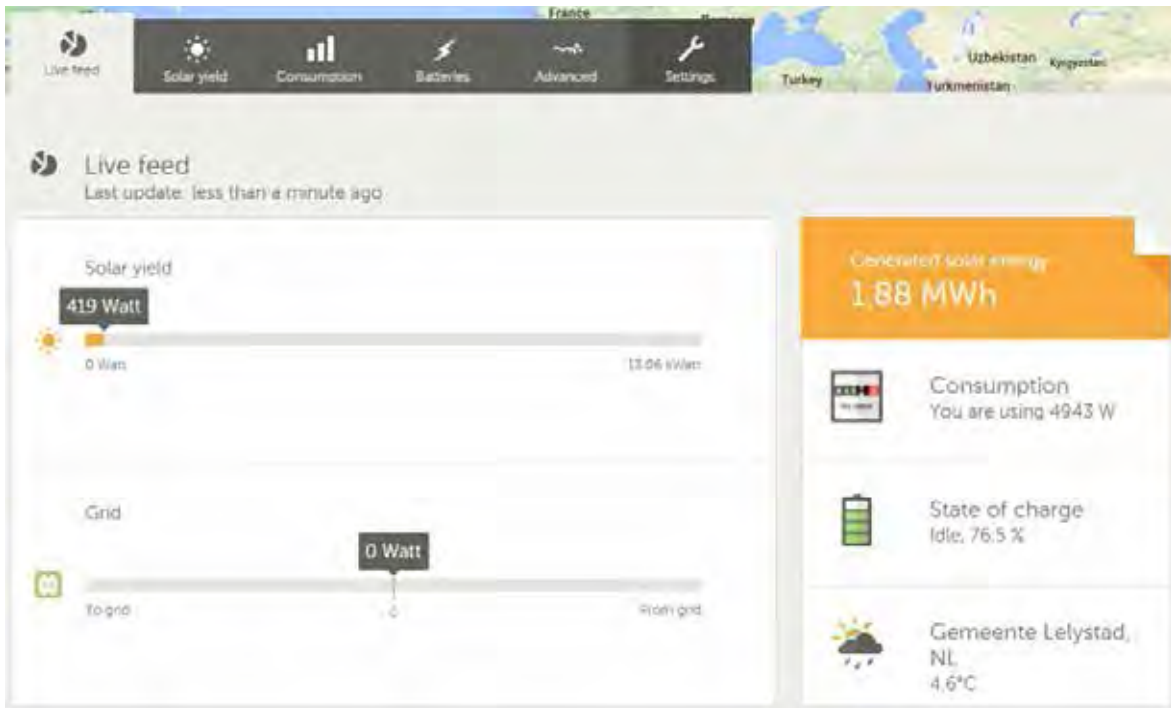 France
Uzbekistan
Kyrgyzstan
Turkey
Turkmenistan
Live feed
Solar yield
Consumption
Batteries
Advanced
Settings
Live feed
Last update: less than a minute ago
Solar yield
419 Watt
0 Watt
13.06 kWatt
Grid
0 Watt
To grid
0
From grid
Generated solar energy
1.88 MWh
Consumption
You are using 4943 W
State of charge
Idle, 76.5 %
Gemeente Lelystad,
NL
4.6°C